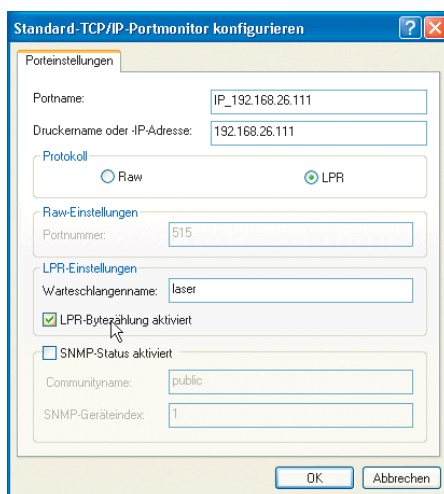 Standard-TCP/IP-Portmonitor konfigurieren
Porteinstellungen
Portname: IP_192.168.26.111
Druckername oder -IP-Adresse: 192.168.26.111
Protokoll
Raw LPR
Raw-Einstellungen
Portnummer: 515
LPR-Einstellungen
Warteschlangenname: laser
LPR-Bytezählung aktiviert
SNMP-Status aktiviert
Communityname: public
SNMP-Geräteindex: 1
OK Abbrechen